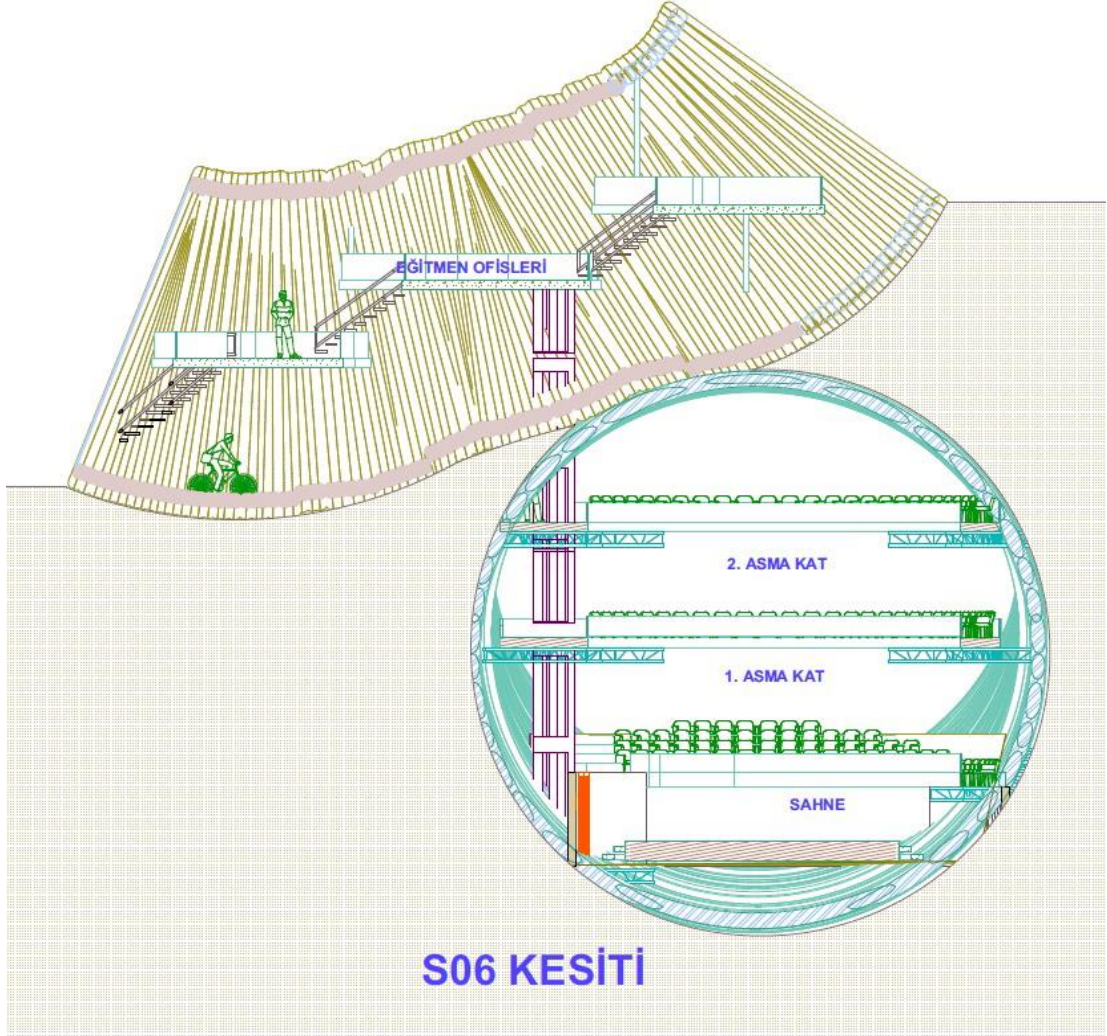 EĞİTMEN OFİSLERİ
2. ASMA KAT
1. ASMA KAT
SAHNE
S06 KESİTİ